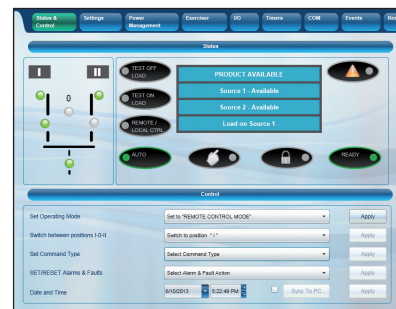 Status & Control Settings Power Management Exerciser I/O Timers COM Events
Status
I II
0
TEST OFF LOAD
TEST ON LOAD
REMOTE / LOCAL CTRL
AUTO
PRODUCT AVAILABLE
Source 1 - Available
Source 2 - Available
Load on Source 1
READY
Control
Set Operating Mode Set to "REMOTE CONTROL MODE" Apply
Switch between positions I-0-II Switch to position Apply
Set Command Type Select Command Type Apply
SET/RESET Alarms & Faults Select Alarm & Fault Action Apply
Date and Time 6/10/2013 5:22:49 PM Sync To PC Apply